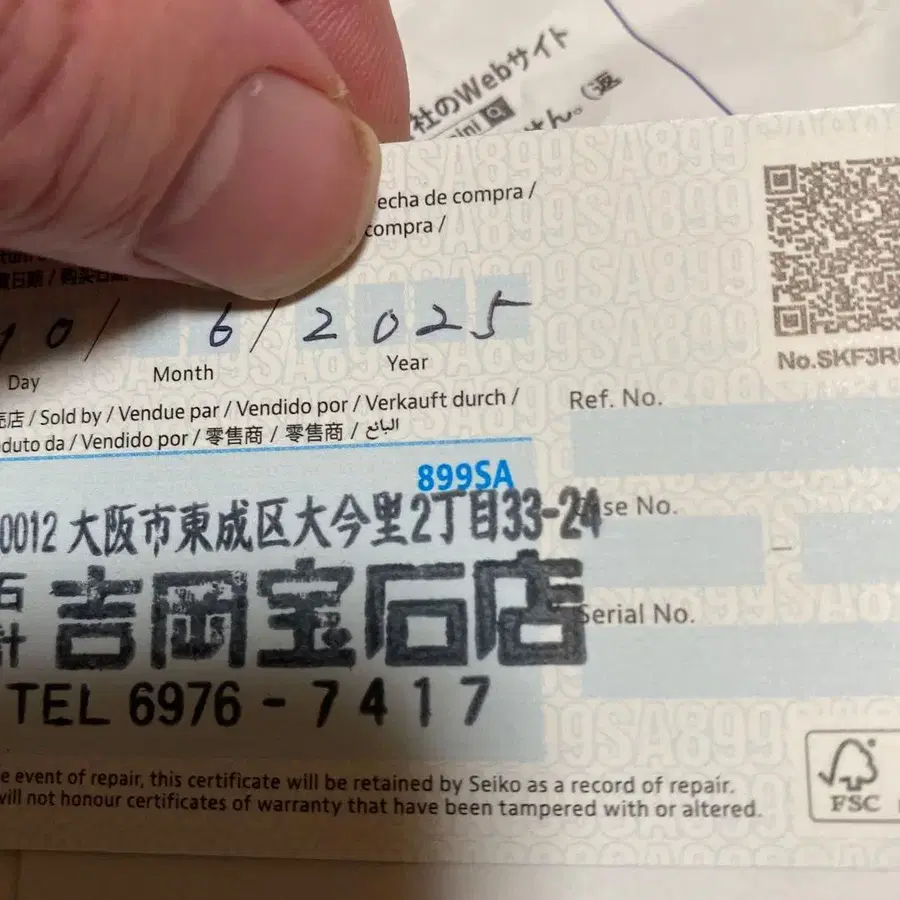 社のWebサイト
せん。(返
echa de compra /
compra /
No.SKF3R
10 / 6 / 2025
Day Month Year
店 / Sold by / Vendue par / Vendido por / Verkauft durch /
duto da / Vendido por / 零售商 / 零售商 / البائع
Ref. No.
899SA
0012 大阪市東成区大今里2丁目33-24
Case No.
吉岡宝石店
Serial No.
TEL 6976-7417
e event of repair, this certificate will be retained by Seiko as a record of repair.
will not honour certificates of warranty that have been tampered with or altered.
FSC